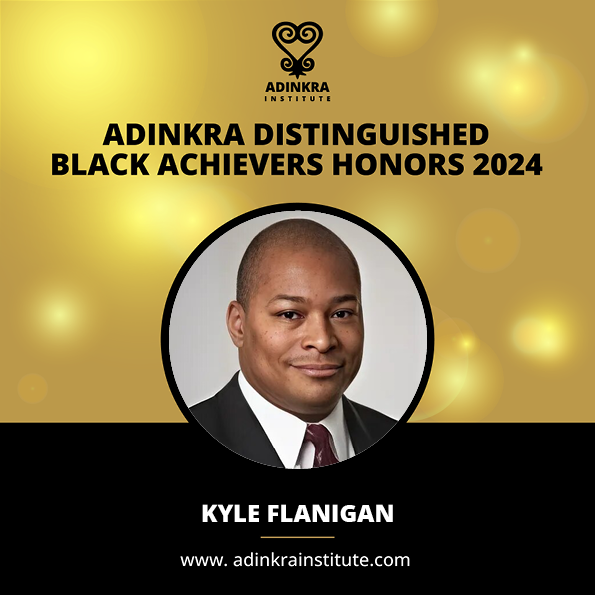 ADINKRA
INSTITUTE
ADINKRA DISTINGUISHED
BLACK ACHIEVERS HONORS 2024
KYLE FLANIGAN
www. adinkrainstitute.com